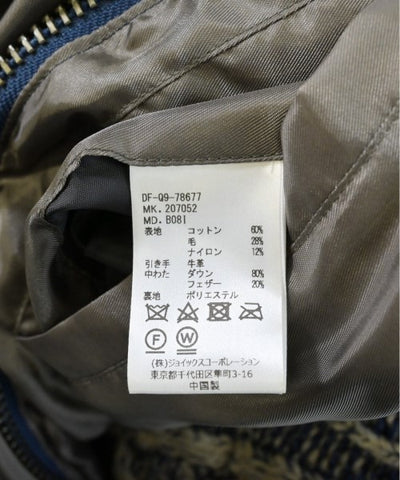 DF-Q9-78677
MK. 207052
MD. B08I
表地 コットン 60%
毛 28%
ナイロン 12%
引き手 牛革
中わた ダウン 80%
フェザー 20%
裏地 ポリエステル
F W
(株)ジョイックスコーポレーション
東京都千代田区隼町3-16
中国製